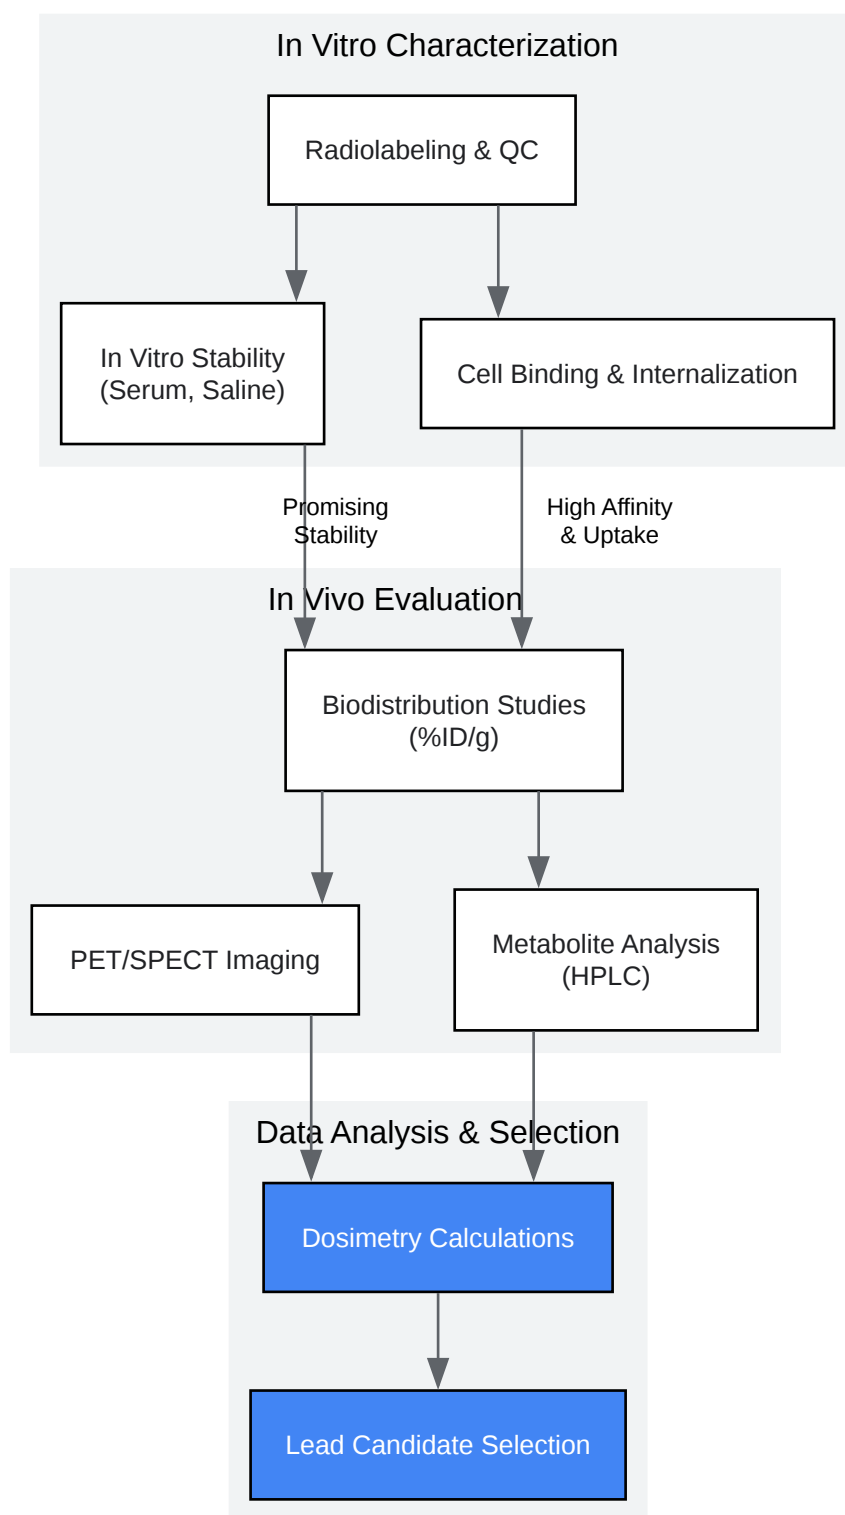 In Vitro Characterization
Radiolabeling & QC
In Vitro Stability
(Serum, Saline)
Cell Binding & Internalization
Promising
Stability
High Affinity
& Uptake
In Vivo Evaluation
Biodistribution Studies
(%ID/g)
PET/SPECT Imaging
Metabolite Analysis
(HPLC)
Data Analysis & Selection
Dosimetry Calculations
Lead Candidate Selection